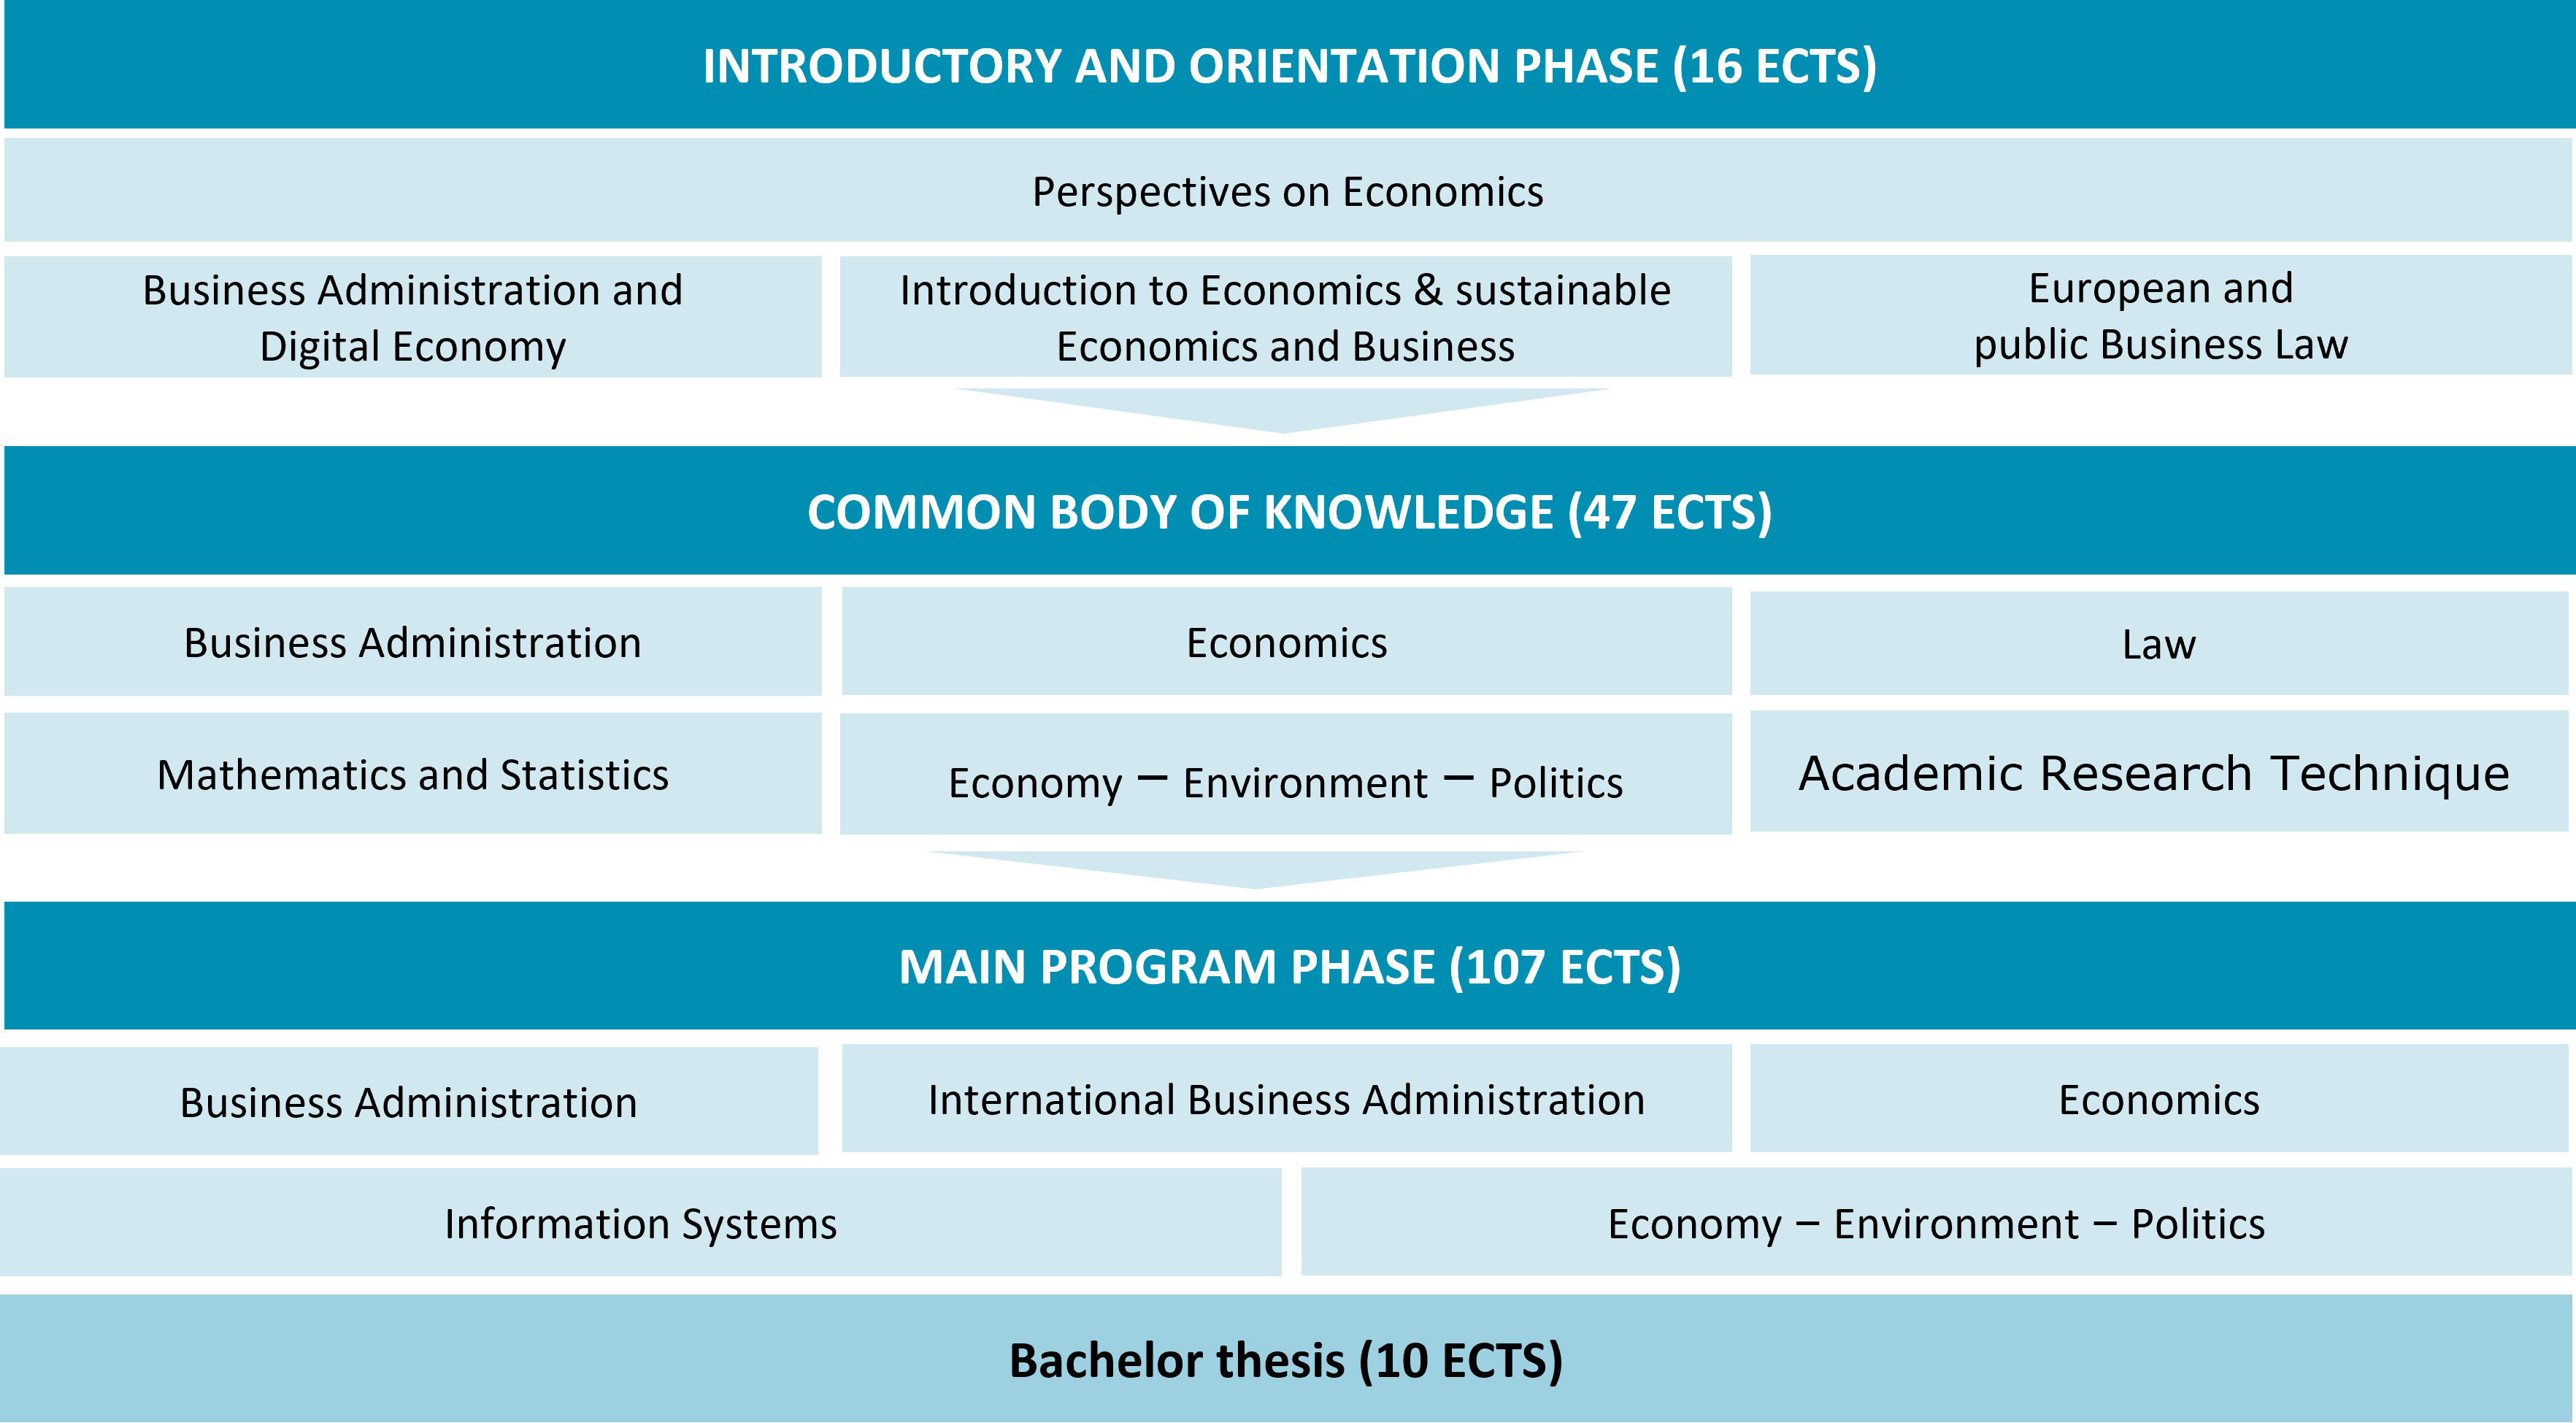 INTRODUCTORY AND ORIENTATION PHASE (16 ECTS)
Perspectives on Economics
Business Administration and
Digital Economy
Introduction to Economics & sustainable
Economics and Business
European and
public Business Law
COMMON BODY OF KNOWLEDGE (47 ECTS)
Business Administration
Economics
Law
Mathematics and Statistics
Economy – Environment – Politics
Academic Research Technique
MAIN PROGRAM PHASE (107 ECTS)
Business Administration
International Business Administration
Economics
Information Systems
Economy – Environment – Politics
Bachelor thesis (10 ECTS)